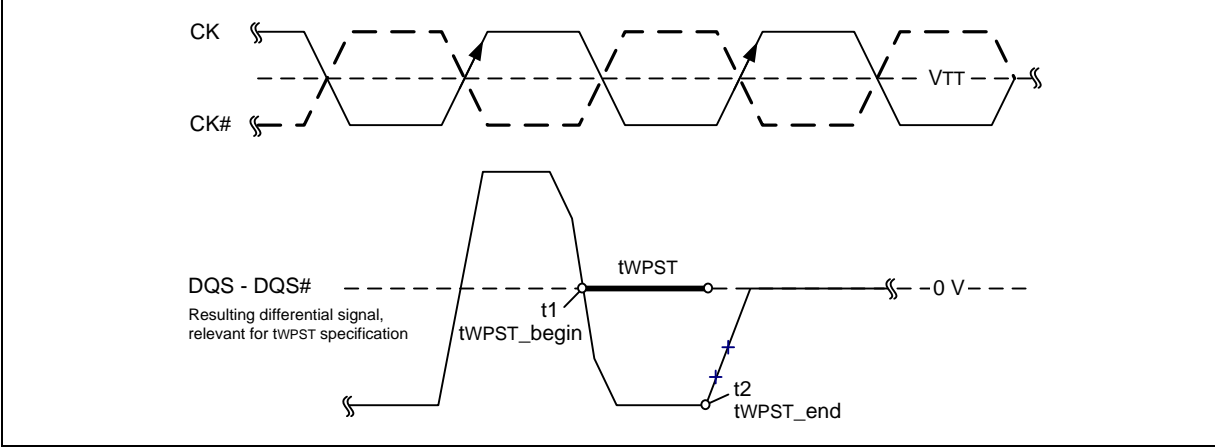 CK
VTT
CK#
tWPST
DQS - DQS#
0 V
Resulting differential signal,
relevant for tWPST specification
t1
tWPST_begin
t2
tWPST_end